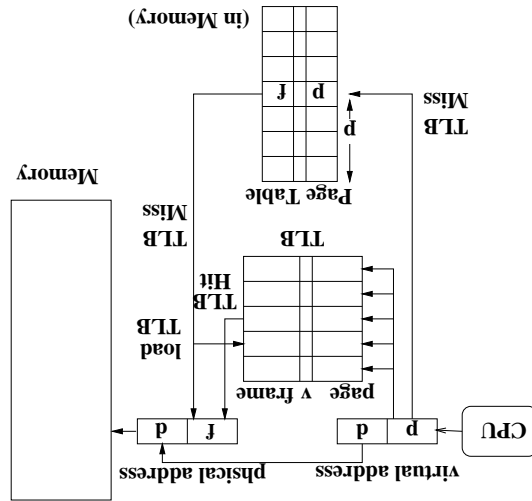 virtual address
phsical address
CPU
p d
f d
page v frame
load
TLB
TLB
Hit
TLB
TLB
Miss
Memory
Page Table
p
TLB
Miss
p f
(in Memory)